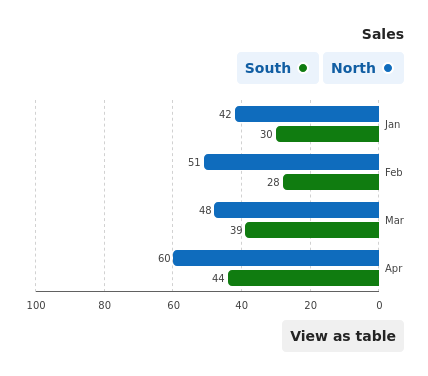 Sales
South
North
42
Jan
30
51
Feb
28
48
Mar
39
60
Apr
44
100 80 60 40 20 0
View as table